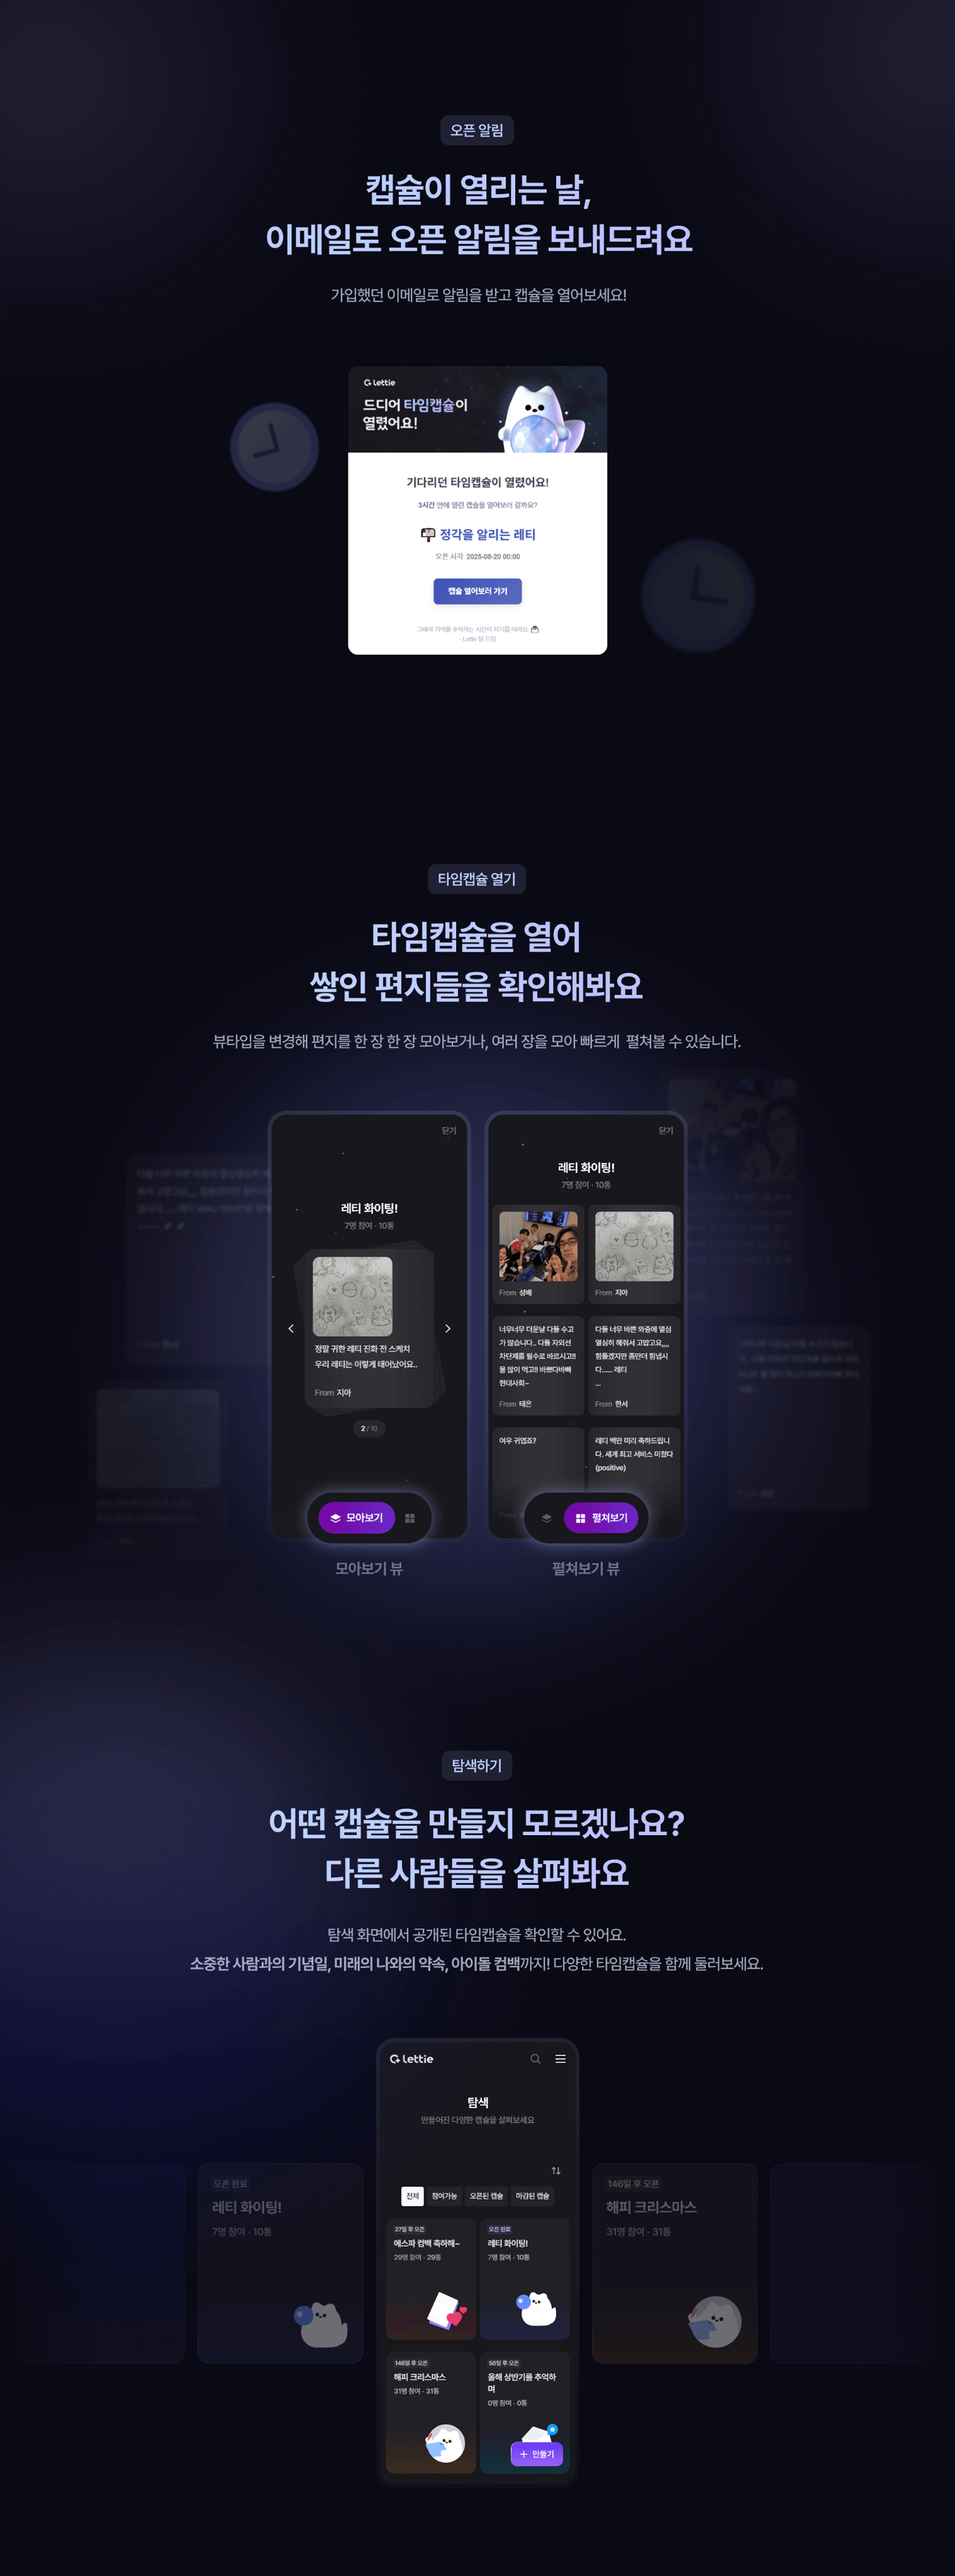 오픈 알림
캡슐이 열리는 날,
이메일로 오픈 알림을 보내드려요
가입했던 이메일로 알림을 받고 캡슐을 열어보세요!
Lettie
드디어 타임캡슐이
열렸어요!
기다리던 타임캡슐이 열렸어요!
3시간 만에 열린 캡슐을 열어보러 갈까요?
정각을 알리는 레티
오픈 시각 2025-08-20 00:00
캡슐 열어보러 가기
그때의 기억을 추억하는 시간이 되기를 바라요
- Lettie 팀 드림
타임캡슐 열기
타임캡슐을 열어
쌓인 편지들을 확인해봐요
뷰타입을 변경해 편지를 한 장 한 장 모아보거나, 여러 장을 모아 빠르게 펼쳐볼 수 있습니다.
닫기
레티 화이팅!
7명 참여 · 10통
정말 귀한 레티 진화 전 스케치
우리 레티는 이렇게 태어났어요..
From 지아
2 / 10
모아보기
모아보기 뷰
닫기
레티 화이팅!
7명 참여 · 10통
From 성배
From 지아
너무너무 더운날 다들 수고
가 많습니다.. 다들 자외선
차단제를 필수로 바르시고!!
물 많이 먹고!! 바쁘다바빠
현대사회~
From 태은
다들 너무 바쁜 와중에 열심
열심히 해줘서 고맙고요,,,,
힘들겠지만 좀만더 힘냅시
다...... 레티
...
From 한서
여우 귀엽죠?
From
레티 백만 미리 축하드립니
다. 세계 최고 서비스 미쳤다
(positive)
펼쳐보기
펼쳐보기 뷰
From 한서
탐색하기
어떤 캡슐을 만들지 모르겠나요?
다른 사람들을 살펴봐요
탐색 화면에서 공개된 타임캡슐을 확인할 수 있어요.
소중한 사람과의 기념일, 미래의 나와의 약속, 아이돌 컴백까지! 다양한 타임캡슐을 함께 둘러보세요.
Lettie
탐색
만들어진 다양한 캡슐을 살펴보세요
전체
참여가능
오픈된 캡슐
마감된 캡슐
27일 후 오픈
에스파 컴백 축하해~
29명 참여 · 29통
오픈 완료
레티 화이팅!
7명 참여 · 10통
146일 후 오픈
해피 크리스마스
31명 참여 · 31통
56일 후 오픈
올해 상반기를 추억하
며
0명 참여 · 0통
만들기
오픈 완료
레티 화이팅!
7명 참여 · 10통
146일 후 오픈
해피 크리스마스
31명 참여 · 31통